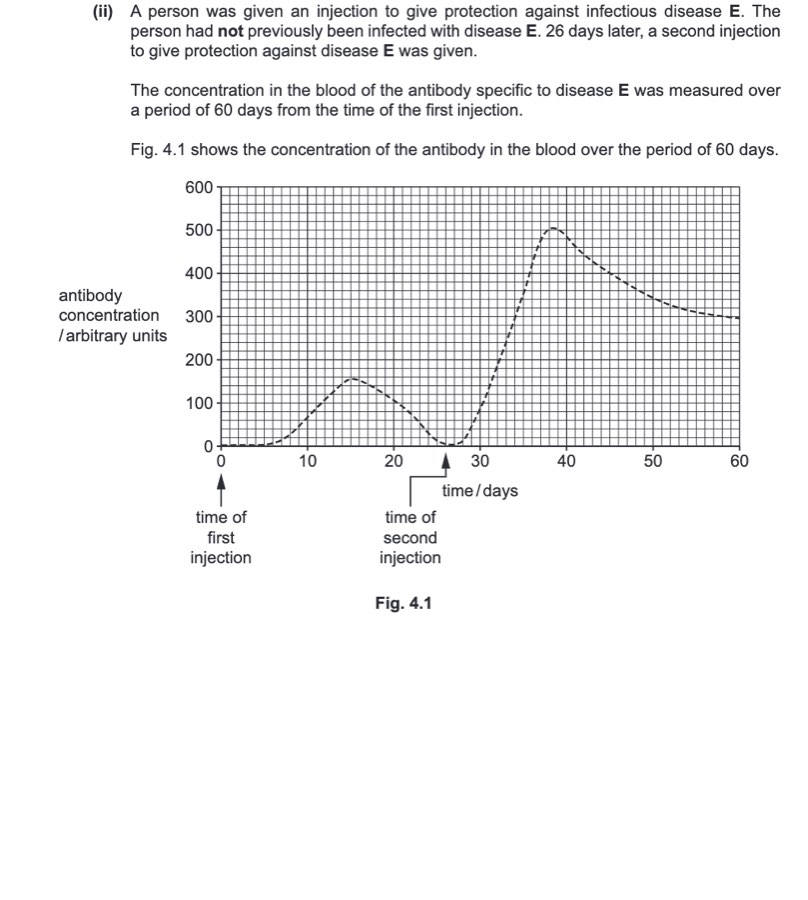 (ii) A person was given an injection to give protection against infectious disease E. The
person had not previously been infected with disease E. 26 days later, a second injection
to give protection against disease E was given.
The concentration in the blood of the antibody specific to disease E was measured over
a period of 60 days from the time of the first injection.
Fig. 4.1 shows the concentration of the antibody in the blood over the period of 60 days.
600
500
400
300
200
100
0
antibody
concentration
/ arbitrary units
0 10 20 30 40 50 60
time / days
time of
first
injection
time of
second
injection
Fig. 4.1